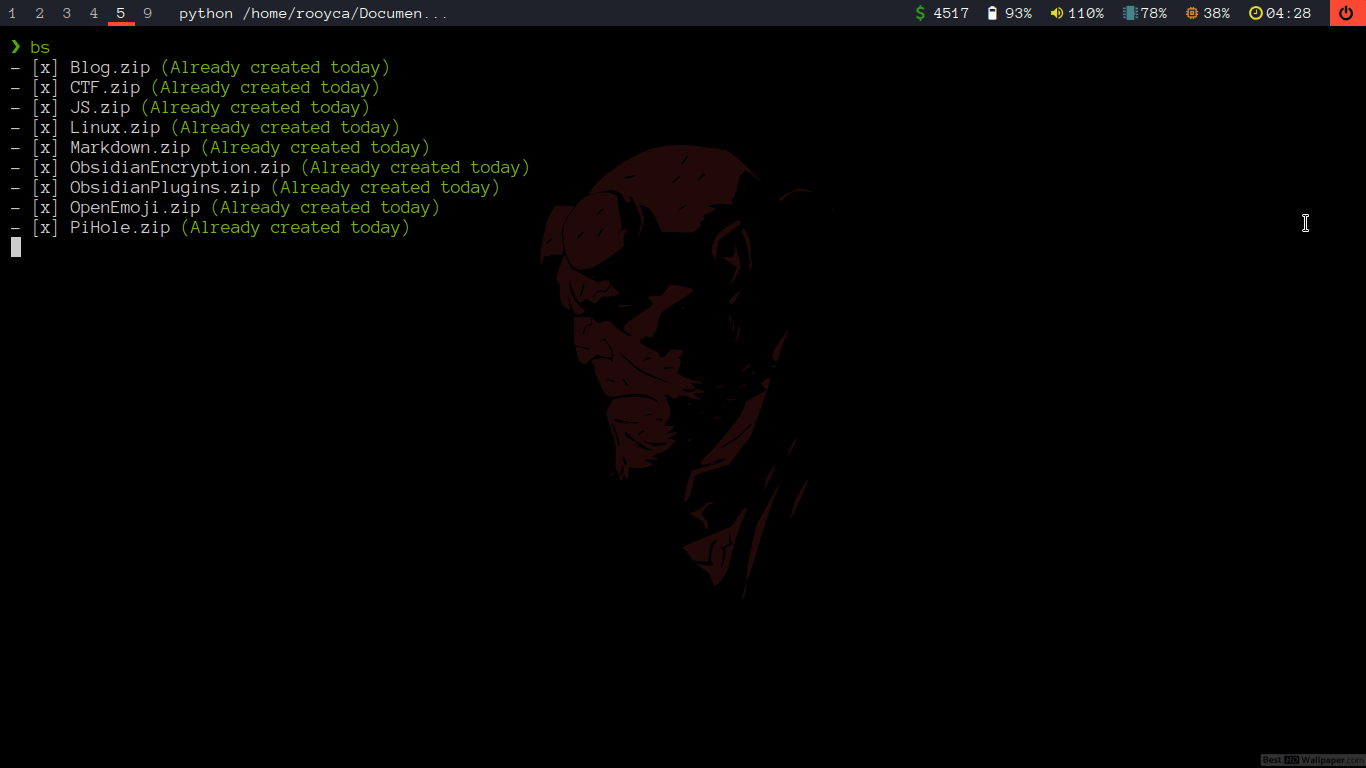 1 2 3 4 5 9 python /home/rooyca/Documen... $ 4517 93% 110% 78% 38% 04:28
❯ bs
- [x] Blog.zip (Already created today)
- [x] CTF.zip (Already created today)
- [x] JS.zip (Already created today)
- [x] Linux.zip (Already created today)
- [x] Markdown.zip (Already created today)
- [x] ObsidianEncryption.zip (Already created today)
- [x] ObsidianPlugins.zip (Already created today)
- [x] OpenEmoji.zip (Already created today)
- [x] PiHole.zip (Already created today)
Best HD Wallpaper.com